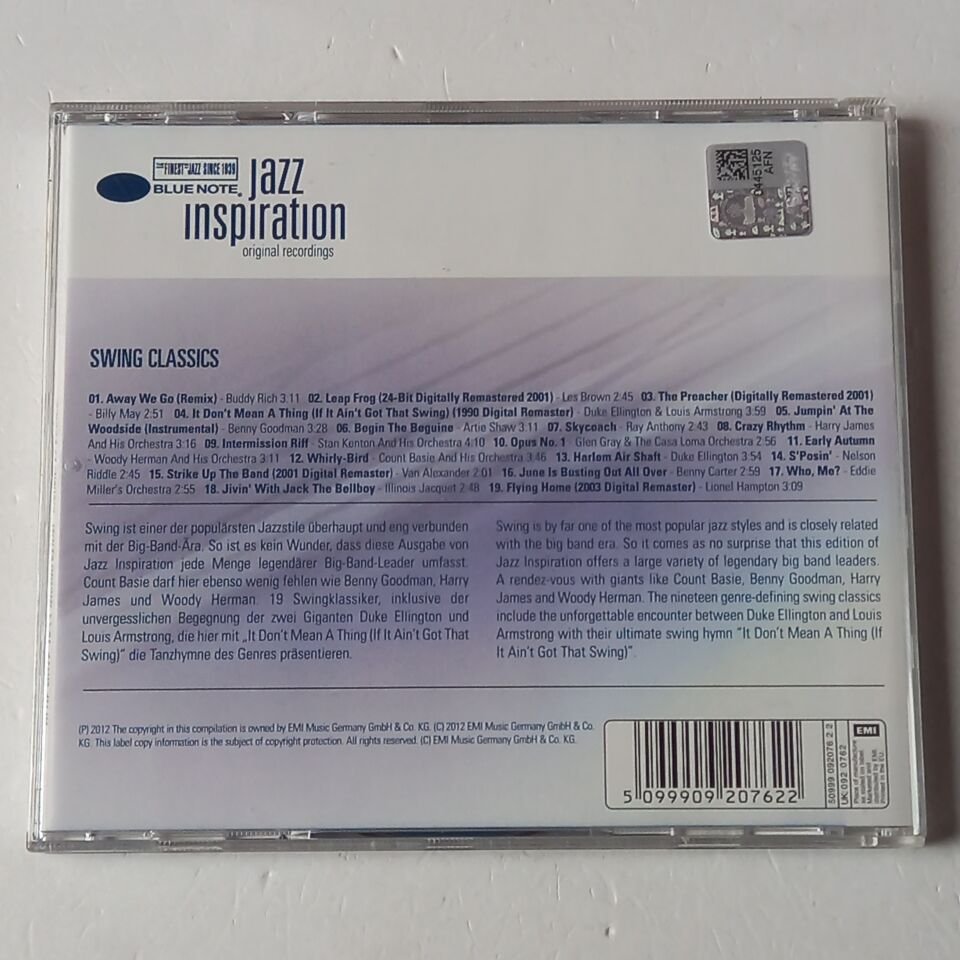 THE FINEST IN JAZZ SINCE 1939
BLUE NOTE®
jazz
inspiration
original recordings
0445125
AFN
SWING CLASSICS
01. Away We Go (Remix) - Buddy Rich 3.11 02. Leap Frog (24-Bit Digitally Remastered 2001) - Les Brown 2:45 03. The Preacher (Digitally Remastered 2001)
- Billy May 2:51 04. It Don't Mean A Thing (If It Ain't Got That Swing) (1990 Digital Remaster) - Duke Ellington & Louis Armstrong 3:59 05. Jumpin' At The
Woodside (Instrumental) - Benny Goodman 3:28 06. Begin The Beguine - Artie Shaw 3:11 07. Skycoach - Ray Anthony 2:43 08. Crazy Rhythm - Harry James
And His Orchestra 3:16 09. Intermission Riff - Stan Kenton And His Orchestra 4:10 10. Opus No. 1 - Glen Gray & The Casa Loma Orchestra 2:56 11. Early Autumn
- Woody Herman And His Orchestra 3:11 12. Whirly-Bird - Count Basie And His Orchestra 3:46 13. Harlem Air Shaft - Duke Ellington 3:54 14. S'Posin' - Nelson
Riddle 2:45 15. Strike Up The Band (2001 Digital Remaster) - Van Alexander 2:01 16. June Is Busting Out All Over - Benny Carter 2:59 17. Who, Me? - Eddie
Miller's Orchestra 2:55 18. Jivin' With Jack The Bellboy - Illinois Jacquet 2:48 19. Flying Home (2003 Digital Remaster) - Lionel Hampton 3:09
Swing ist einer der populärsten Jazzstile überhaupt und eng verbunden
mit der Big-Band-Ära. So ist es kein Wunder, dass diese Ausgabe von
Jazz Inspiration jede Menge legendärer Big-Band-Leader umfasst.
Count Basie darf hier ebenso wenig fehlen wie Benny Goodman, Harry
James und Woody Herman. 19 Swingklassiker, inklusive der
unvergesslichen Begegnung der zwei Giganten Duke Ellington und
Louis Armstrong, die hier mit „It Don't Mean A Thing (If It Ain't Got That
Swing)" die Tanzhymne des Genres präsentieren.
Swing is by far one of the most popular jazz styles and is closely related
with the big band era. So it comes as no surprise that this edition of
Jazz Inspiration offers a large variety of legendary big band leaders.
A rendez-vous with giants like Count Basie, Benny Goodman, Harry
James and Woody Herman. The nineteen genre-defining swing classics
include the unforgettable encounter between Duke Ellington and Louis
Armstrong with their ultimate swing hymn "It Don't Mean A Thing (If
It Ain't Got That Swing)".
(P) 2012 The copyright in this compilation is owned by EMI Music Germany GmbH & Co. KG. (C) 2012 EMI Music Germany GmbH & Co.
KG. This label copy information is the subject of copyright protection. All rights reserved. (C) EMI Music Germany GmbH & Co. KG.
5 099909 207622
50999 092076 2 2
UK:092 0762
EMI
Place of manufacture
as stated on label.
Marketed and
distributed by EMI.
Printed in the EU.